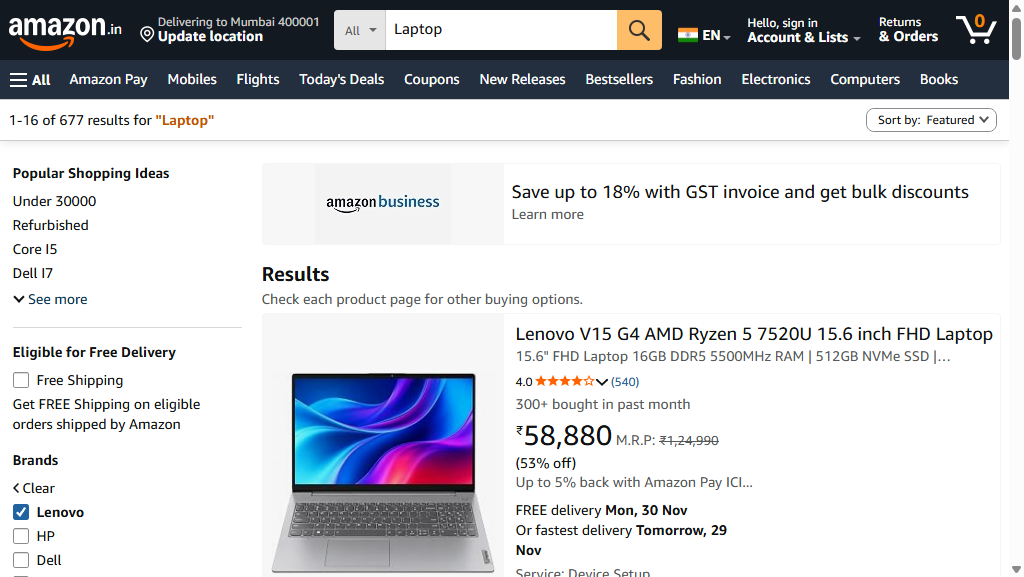 amazon.in
Delivering to Mumbai 400001
Update location
All
Laptop
EN
Hello, sign in
Account & Lists
Returns
& Orders
0
All
Amazon Pay
Mobiles
Flights
Today's Deals
Coupons
New Releases
Bestsellers
Fashion
Electronics
Computers
Books
1-16 of 677 results for "Laptop"
Sort by: Featured
Popular Shopping Ideas
Under 30000
Refurbished
Core I5
Dell I7
See more
Eligible for Free Delivery
Free Shipping
Get FREE Shipping on eligible
orders shipped by Amazon
Brands
Clear
Lenovo
HP
Dell
amazon business
Save up to 18% with GST invoice and get bulk discounts
Learn more
Results
Check each product page for other buying options.
Lenovo V15 G4 AMD Ryzen 5 7520U 15.6 inch FHD Laptop
15.6" FHD Laptop 16GB DDR5 5500MHz RAM | 512GB NVMe SSD |…
4.0 (540)
300+ bought in past month
₹58,880 M.R.P: ₹1,24,990
(53% off)
Up to 5% back with Amazon Pay ICI…
FREE delivery Mon, 30 Nov
Or fastest delivery Tomorrow, 29
Nov
Service: Device Setup